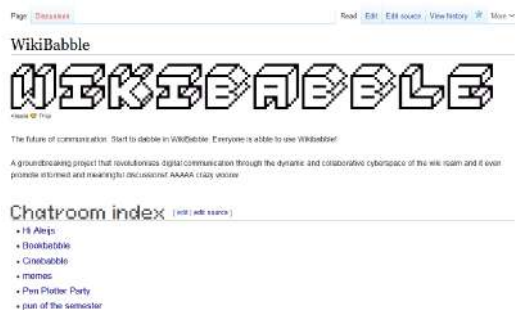 Page Discussion Read Edit Edit source View history More
WikiBabble
WIKIBABBLE
The future of communication. Start to dabble in WikiBabble. Everyone is abble to use Wikibabble!
A groundbreaking project that revolutionises digital communication through the dynamic and collaborative cyberspace of the wiki realm and it even
promote informed and meaningful discussions! AAAAA crazy
Chatroom index [ edit | edit source ]
Hi Aleijs
Bookbabble
Cinebabble
memes
Pen Plotter Party
pun of the semester